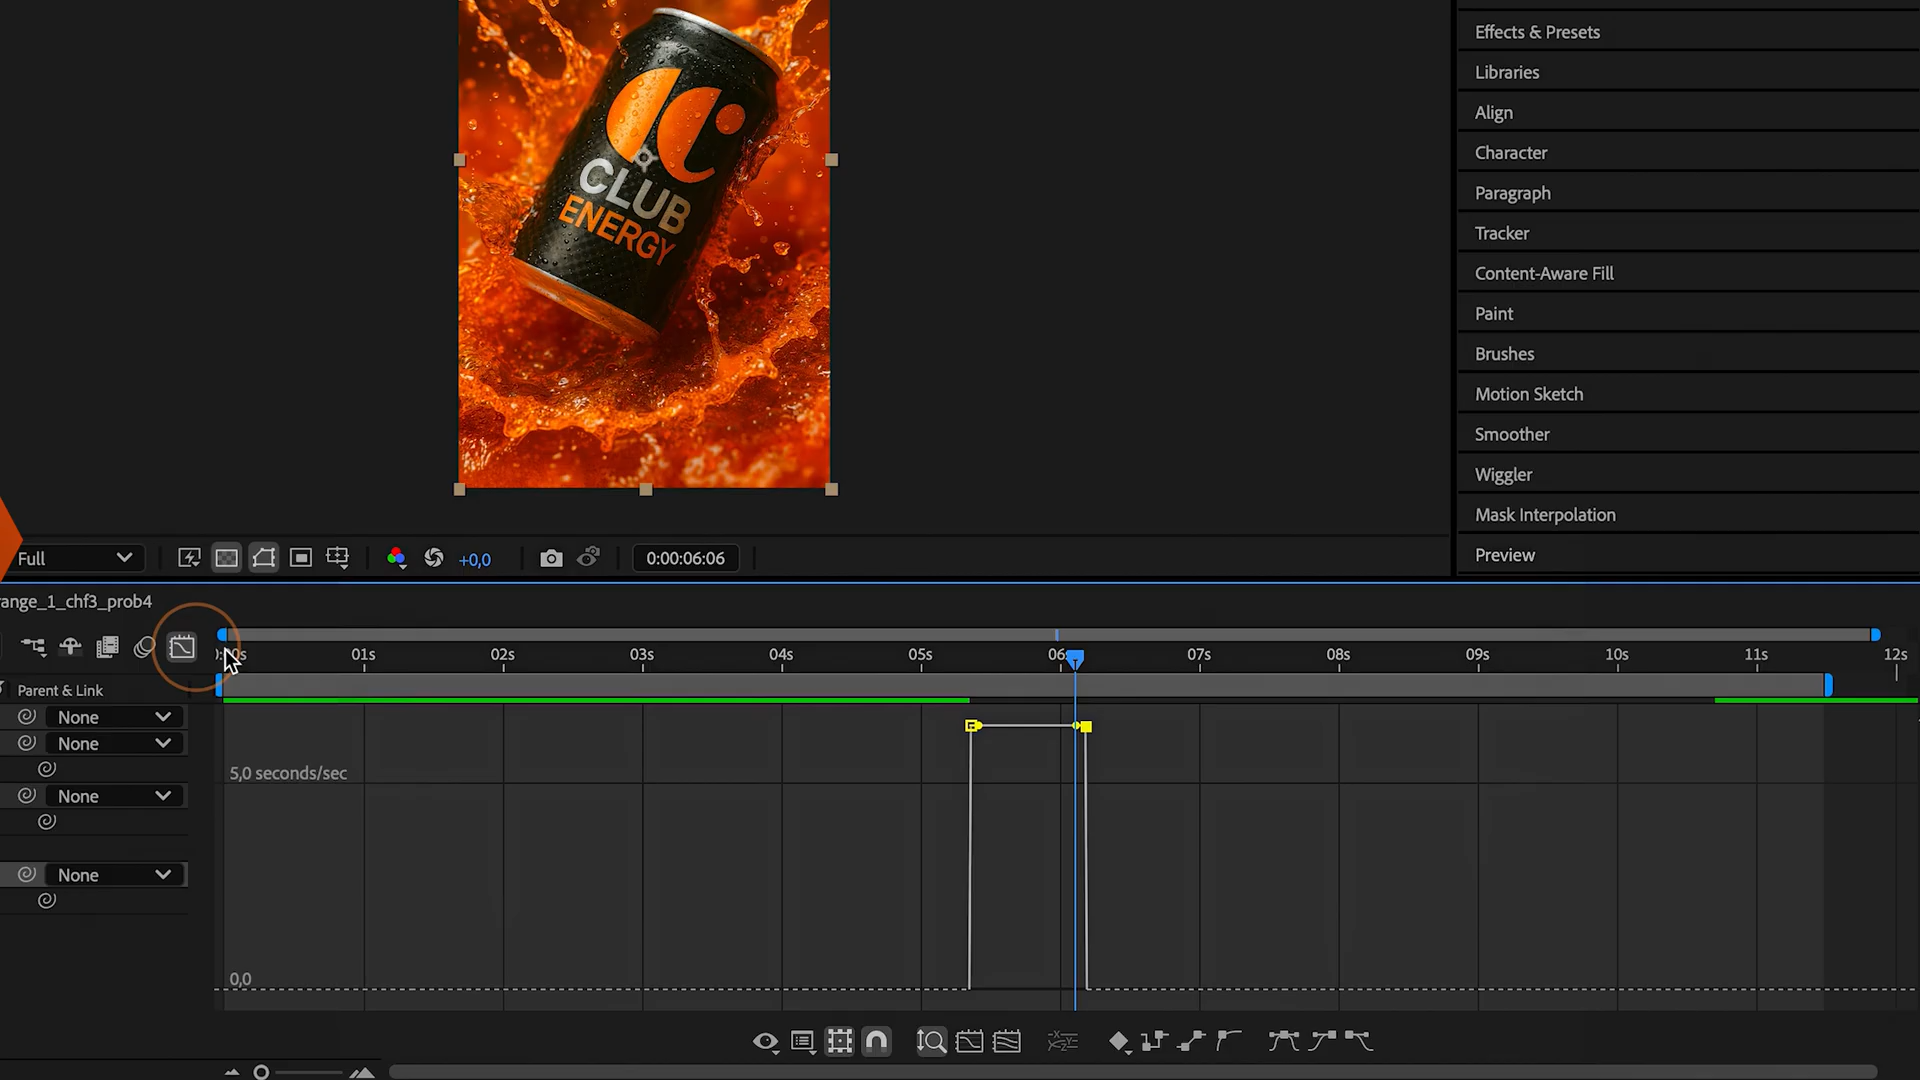 Effects & Presets
Libraries
Align
Character
Paragraph
Tracker
Content-Aware Fill
Paint
Brushes
Motion Sketch
Smoother
Wiggler
Mask Interpolation
Preview
CLUB
ENERGY
Full
+0,0
0:00:06:06
range_1_chf3_prob4
01s
02s
03s
04s
05s
06s
07s
08s
09s
10s
11s
12s
Parent & Link
None
None
None
None
5,0 seconds/sec
0,0